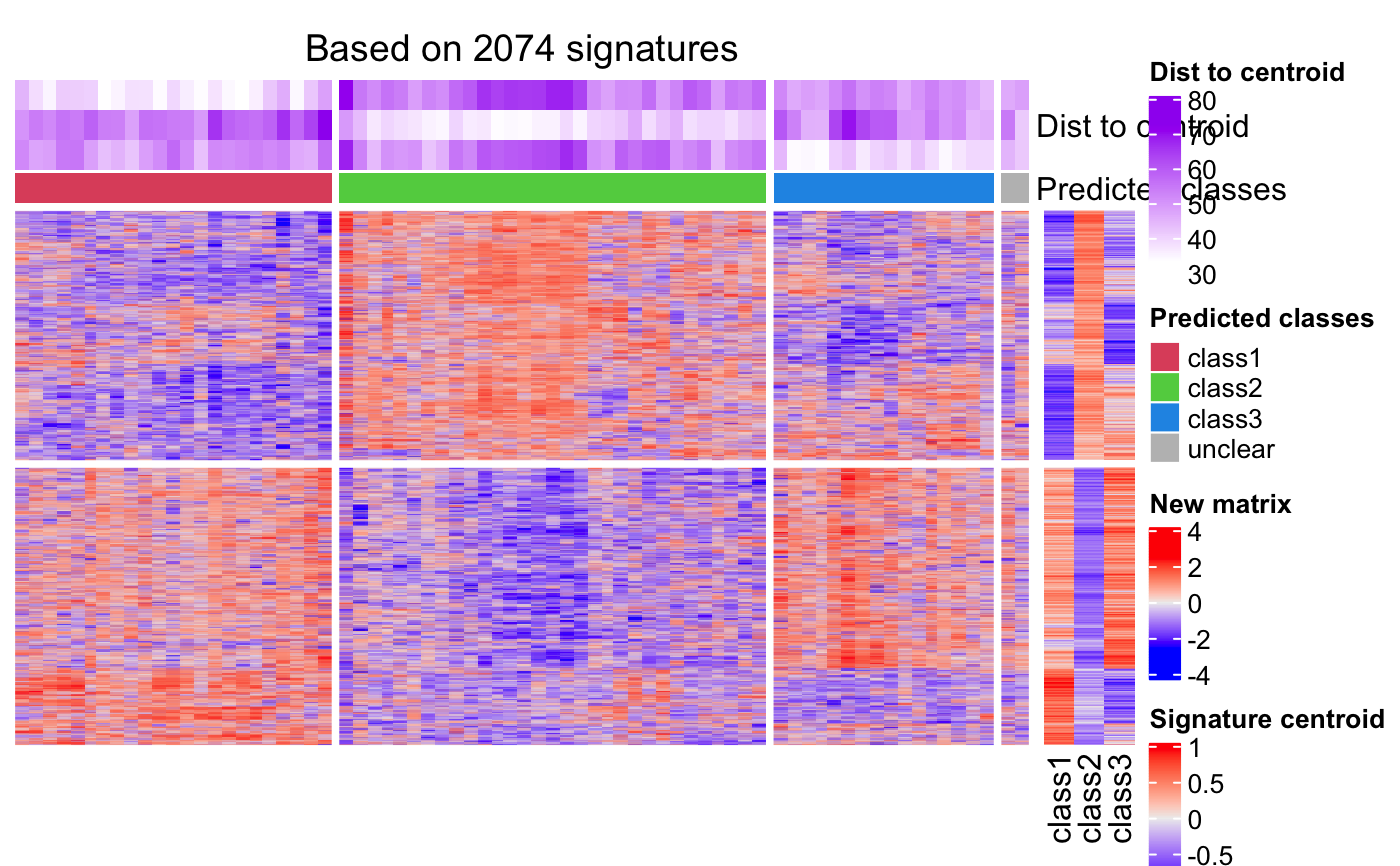 Based on 2074 signatures
Dist to centroid
Predicted classes
class1
class2
class3
Dist to centroid
80
70
60
50
40
30
Predicted classes
class1
class2
class3
unclear
New matrix
4
2
0
-2
-4
Signature centroid
1
0.5
0
-0.5